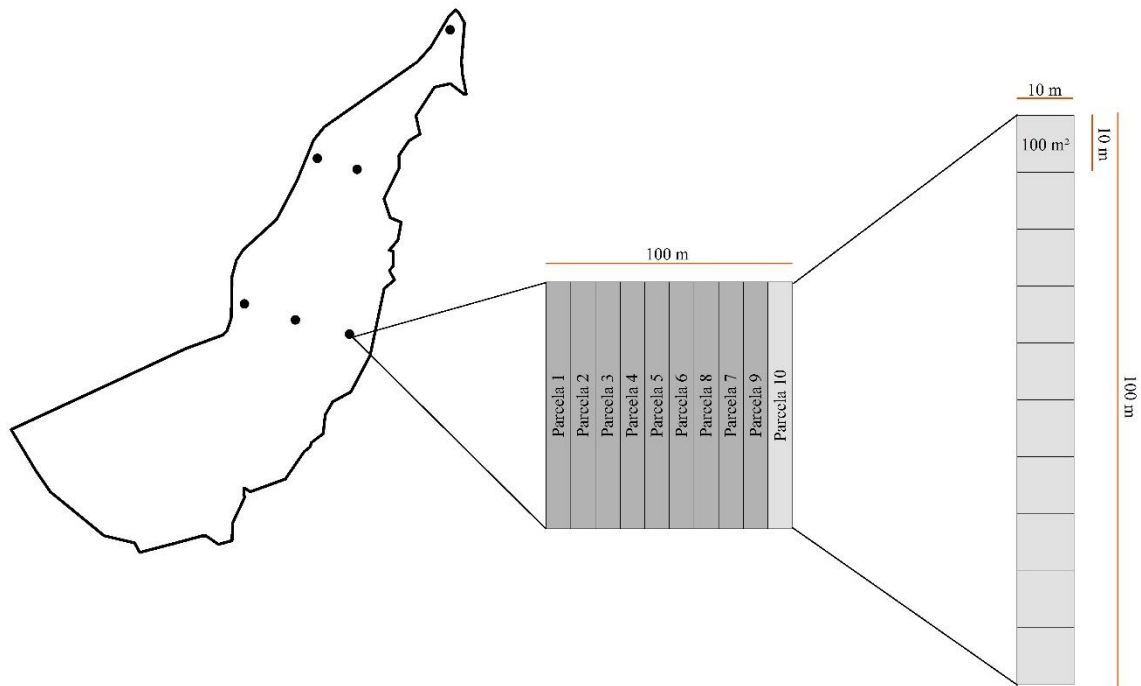 100 m
Parcela 1
Parcela 2
Parcela 3
Parcela 4
Parcela 5
Parcela 6
Parcela 8
Parcela 7
Parcela 9
Parcela 10
10 m
100 m²
10 m
100 m